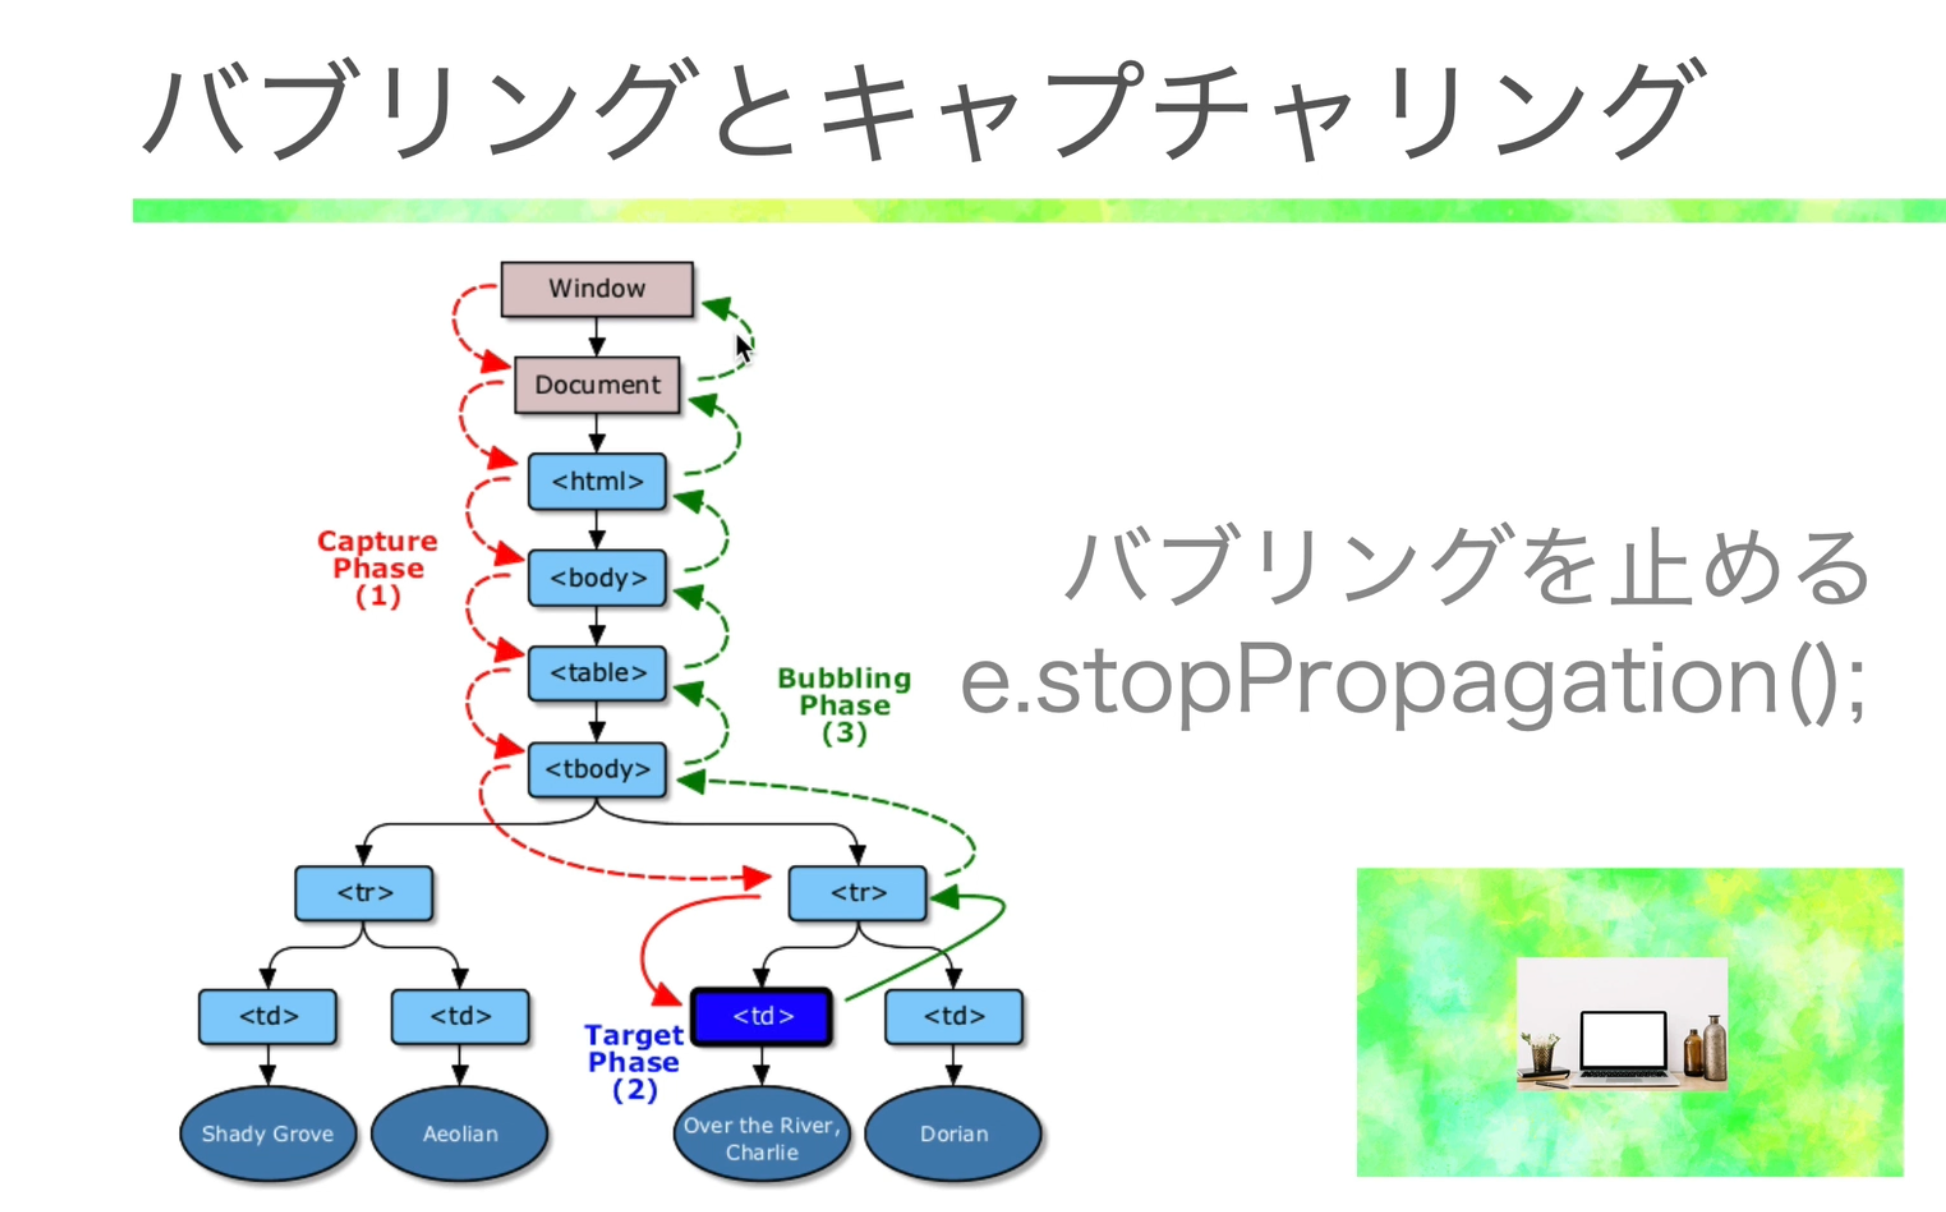 バブリングとキャプチャリング
Window
Document
<html>
Capture
Phase
(1)
<body>
<table>
Bubbling
Phase
(3)
<tbody>
バブリングを止める
e.stopPropagation();
<tr>
<tr>
<td>
<td>
<td>
<td>
Target
Phase
(2)
Shady Grove
Aeolian
Over the River,
Charlie
Dorian